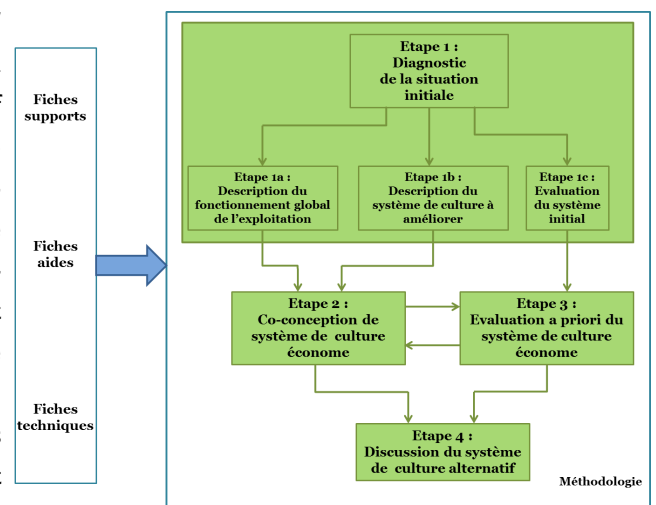 Fiches
supports
Fiches
aides
Fiches
techniques
Etape 1 :
Diagnostic
de la situation
initiale
Etape 1a :
Description du
fonctionnement global
de l'exploitation
Etape 1b :
Description du
système de culture à
améliorer
Etape 1c :
Evaluation
du système
initial
Etape 2 :
Co-conception de
système de culture
économe
Etape 3 :
Evaluation a priori du
système de culture
économe
Etape 4 :
Discussion du système
de culture alternatif
Méthodologie